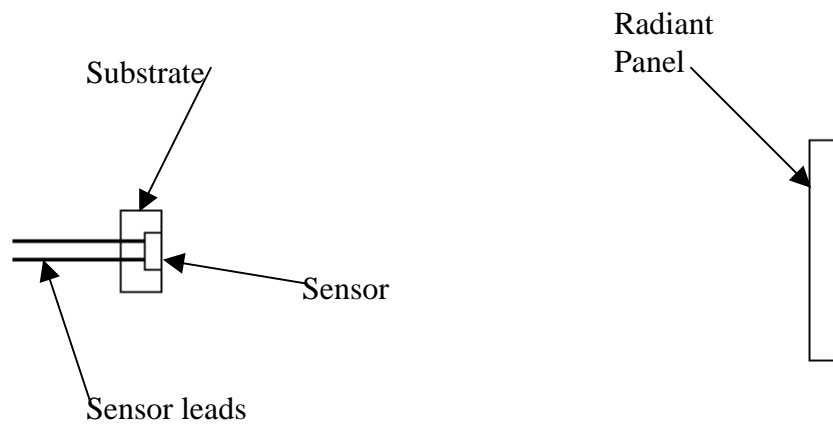 Radiant
Panel
Substrate
Sensor
Sensor leads